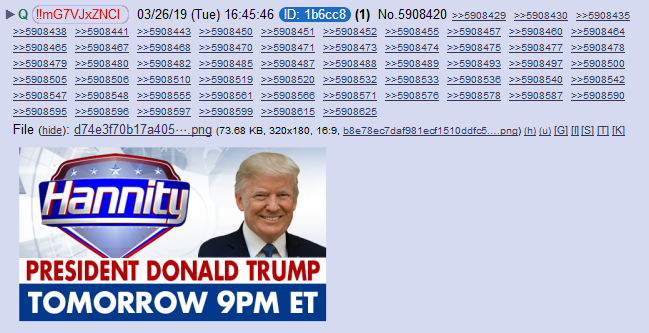 ▶ Q !!mG7VJxZNCI 03/26/19 (Tue) 16:45:46 ID: 1b6cc8 (1) No.5908420 >>5908429 >>5908430 >>5908435
>>5908438 >>5908441 >>5908443 >>5908450 >>5908451 >>5908452 >>5908455 >>5908457 >>5908460 >>5908464
>>5908465 >>5908467 >>5908468 >>5908470 >>5908471 >>5908473 >>5908474 >>5908475 >>5908477 >>5908478
>>5908479 >>5908480 >>5908482 >>5908485 >>5908487 >>5908488 >>5908489 >>5908493 >>5908497 >>5908500
>>5908505 >>5908506 >>5908510 >>5908519 >>5908520 >>5908532 >>5908533 >>5908536 >>5908540 >>5908542
>>5908547 >>5908548 >>5908555 >>5908561 >>5908566 >>5908571 >>5908576 >>5908578 >>5908587 >>5908590
>>5908595 >>5908596 >>5908597 >>5908599 >>5908615 >>5908625
File (hide): d74e3f70b17a405⋯.png (73.68 KB, 320x180, 16:9, b8e78ec7daf981ecf1510ddfc5....png) (h) (u) [G] [I] [S] [T] [K]
Hannity
PRESIDENT DONALD TRUMP
TOMORROW 9PM ET